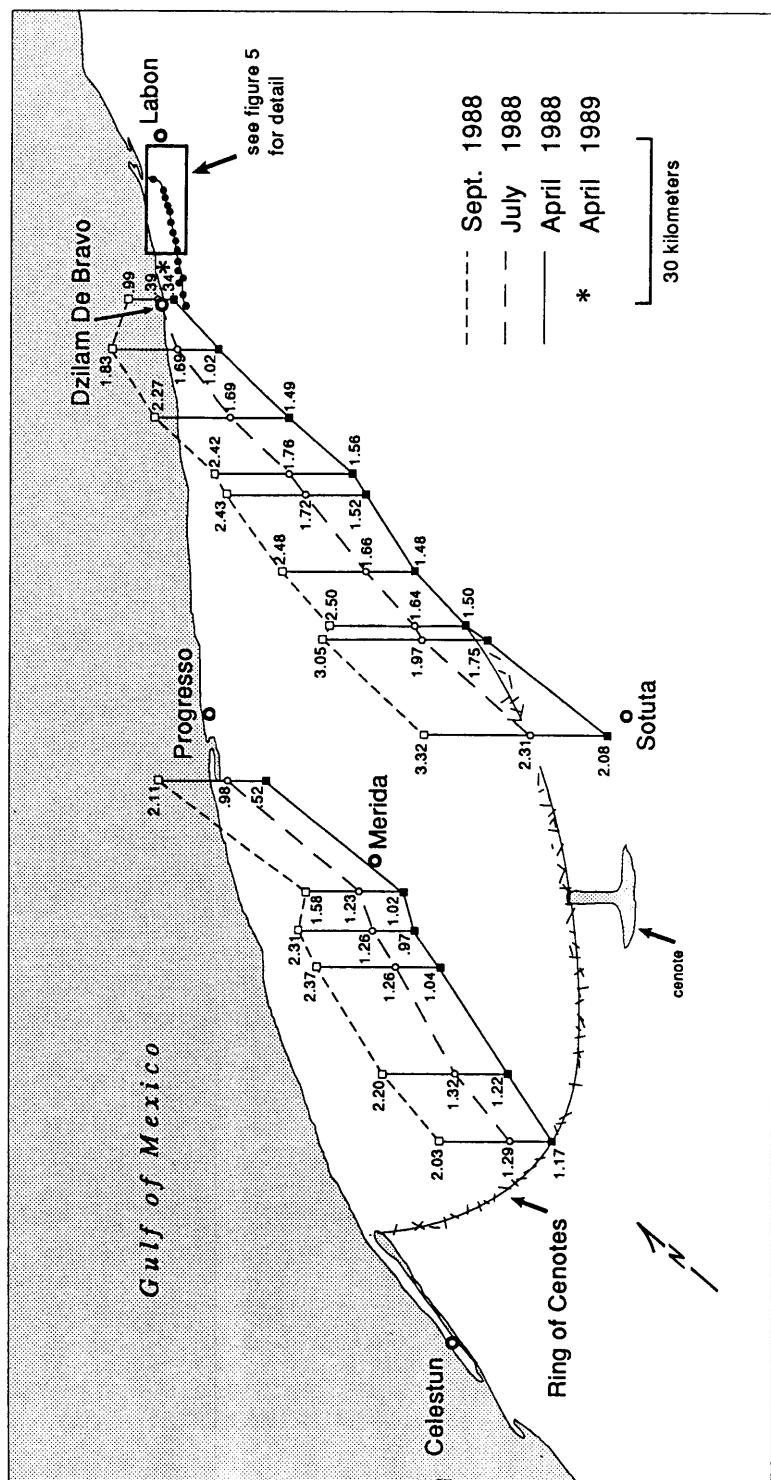 Gulf of Mexico
Labon
see figure 5
for detail
Dzilam De Bravo
Progresso
Merida
Sotuta
Celestun
Ring of Cenotes
cenote
N
Sept. 1988
July 1988
April 1988
* April 1989
30 kilometers
.99
.39
.34*
1.83
1.69
1.02
2.27
1.69
1.49
2.42
1.76
1.56
2.43
1.72
1.52
2.48
1.66
1.48
2.50
1.64
1.50
3.05
1.97
1.75
3.32
2.31
2.08
2.11
.98
.52
1.58
1.23
1.02
2.31
1.26
.97
2.37
1.26
1.04
2.20
1.32
1.22
2.03
1.29
1.17